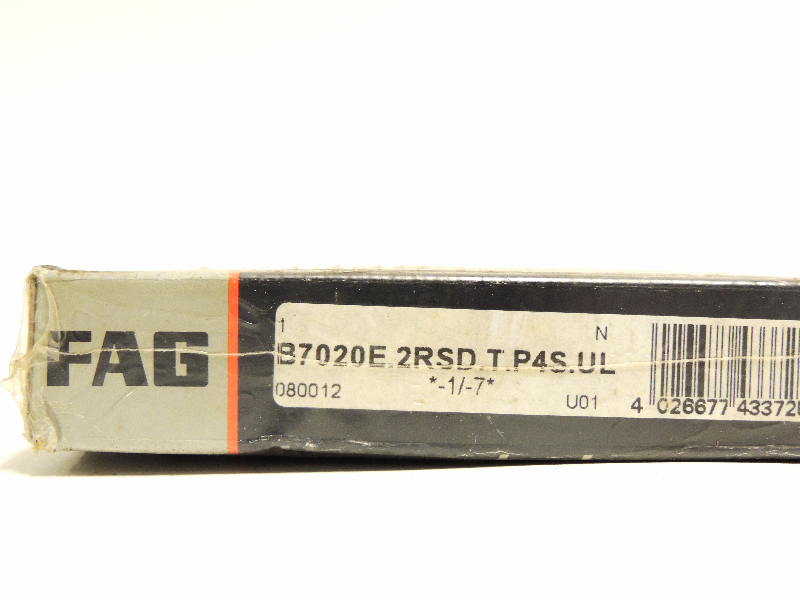 FAG
1 N
B7020E.2RSD.T.P4S.UL
080012 *-1/-7* U01
4 026677 43372